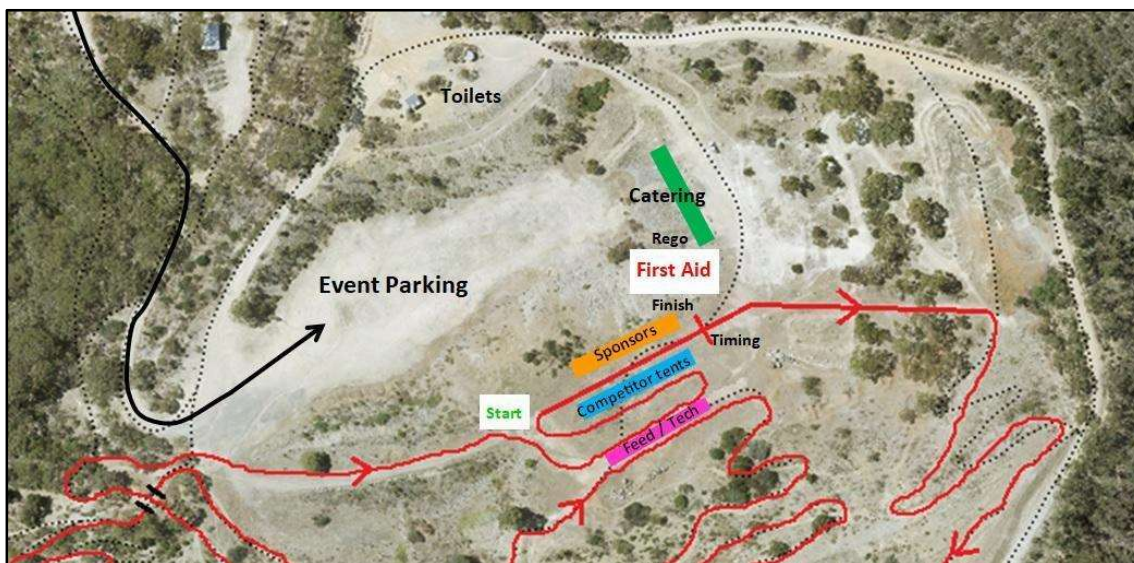 Toilets
Catering
Rego
First Aid
Event Parking
Finish
Timing
Sponsors
Competitor tents
Start
Feed / Tech